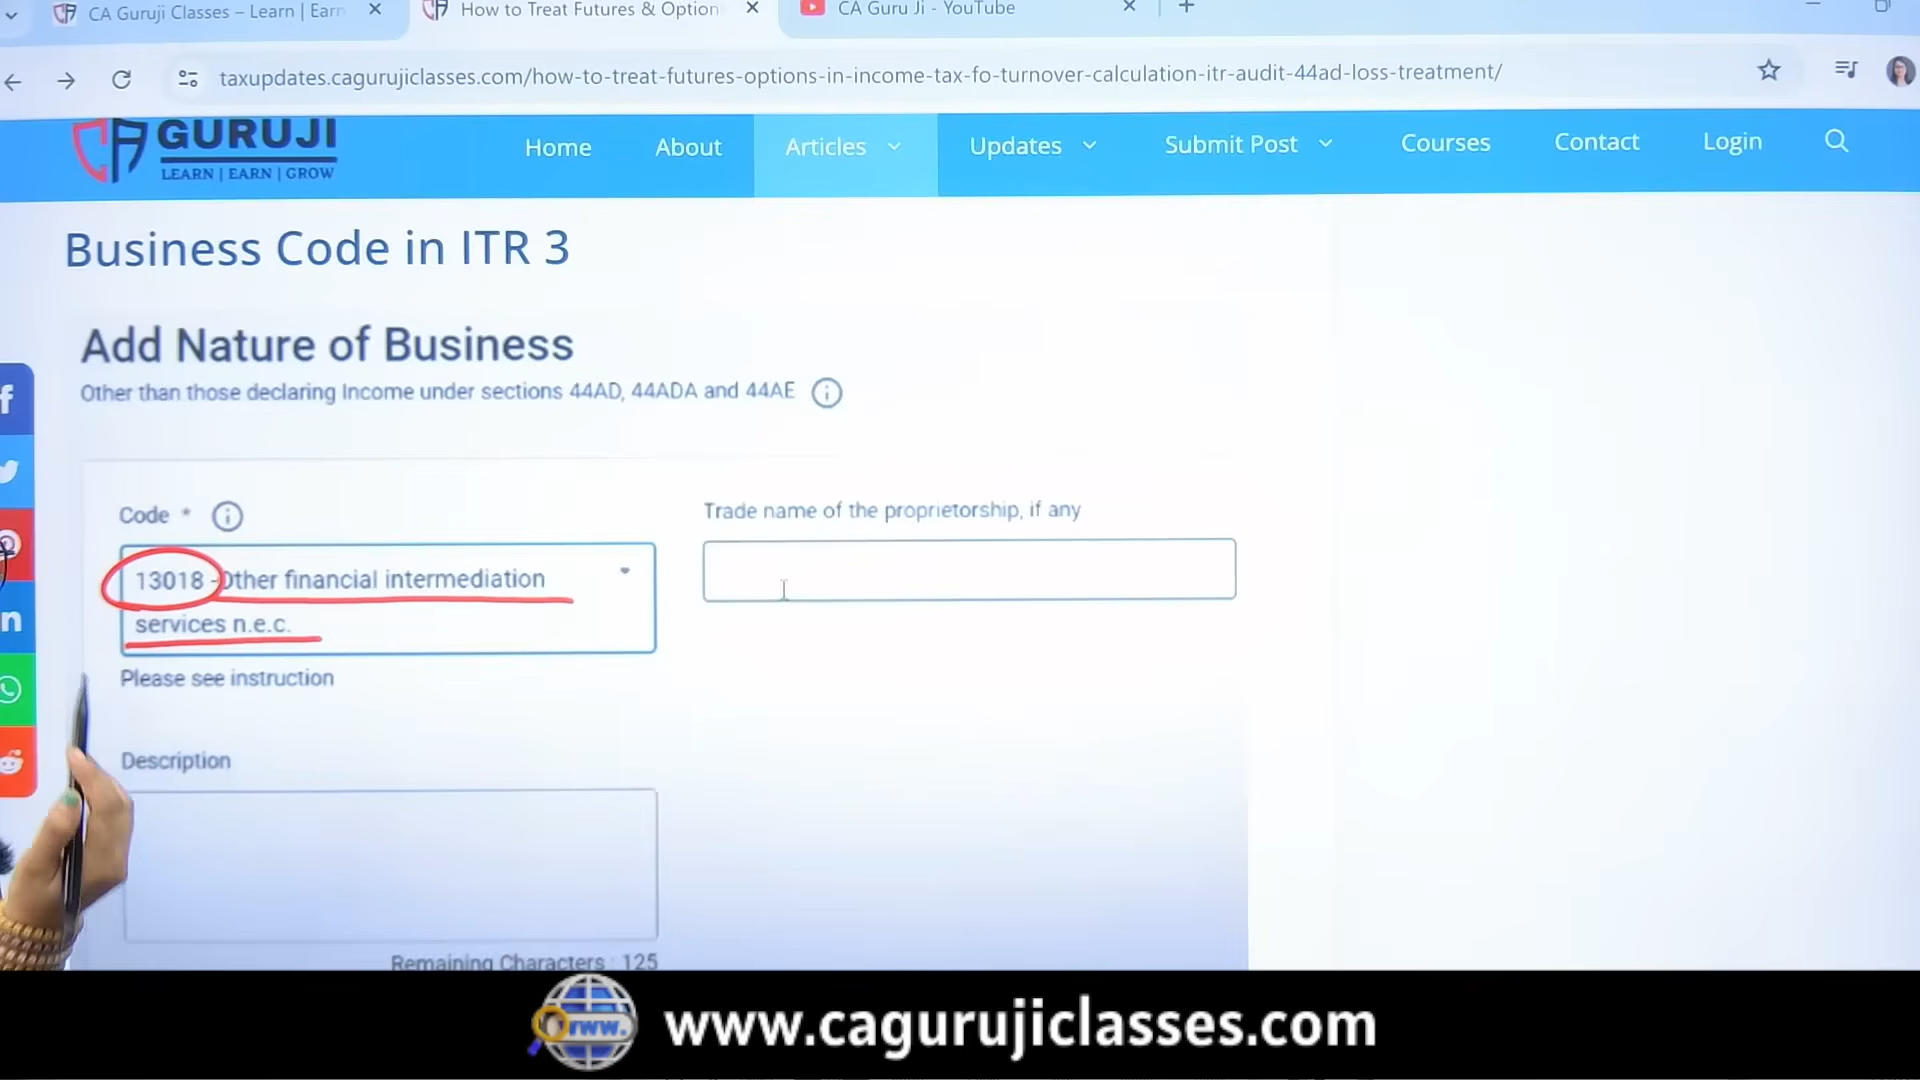 CA Guruji Classes – Learn | Earn
How to Treat Futures & Option
CA Guru Ji - YouTube
taxupdates.cagurujiclasses.com/how-to-treat-futures-options-in-income-tax-fo-turnover-calculation-itr-audit-44ad-loss-treatment/
CA GURUJI
LEARN | EARN | GROW
Home
About
Articles
Updates
Submit Post
Courses
Contact
Login
Business Code in ITR 3
Add Nature of Business
Other than those declaring Income under sections 44AD, 44ADA and 44AE
Code *
Trade name of the proprietorship, if any
13018 -Other financial intermediation
services n.e.c.
Please see instruction
Description
Remaining Characters : 125
www.
www.cagurujiclasses.com